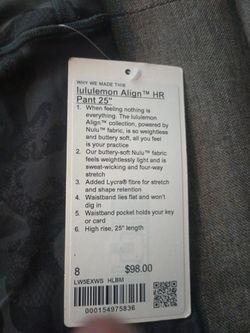 WHY WE MADE THIS
lululemon Align™ HR
Pant 25"
1. When feeling nothing is
everything. The lululemon
Align™ collection, powered by
Nulu™ fabric, is so weightless
and buttery soft, all you feel
is your practice
2. Our buttery-soft Nulu™ fabric
feels weightlessly light and is
sweat-wicking and four-way
stretch
3. Added Lycra® fibre for stretch
and shape retention
4. Waistband lies flat and won't
dig in
5. Waistband pocket holds your key
or card
6. High rise, 25" length
8 $98.00
LW5EXWS HLBM
000154975836